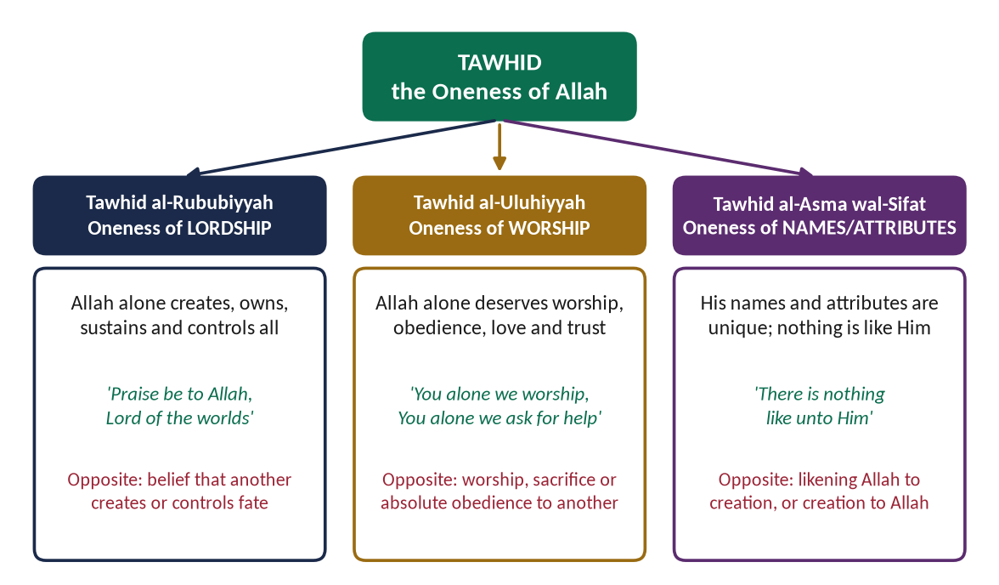 TAWHID
the Oneness of Allah
Tawhid al-Rububiyyah
Oneness of LORDSHIP
Allah alone creates, owns,
sustains and controls all
'Praise be to Allah,
Lord of the worlds'
Opposite: belief that another
creates or controls fate
Tawhid al-Uluhiyyah
Oneness of WORSHIP
Allah alone deserves worship,
obedience, love and trust
'You alone we worship,
You alone we ask for help'
Opposite: worship, sacrifice or
absolute obedience to another
Tawhid al-Asma wal-Sifat
Oneness of NAMES/ATTRIBUTES
His names and attributes are
unique; nothing is like Him
'There is nothing
like unto Him'
Opposite: likening Allah to
creation, or creation to Allah